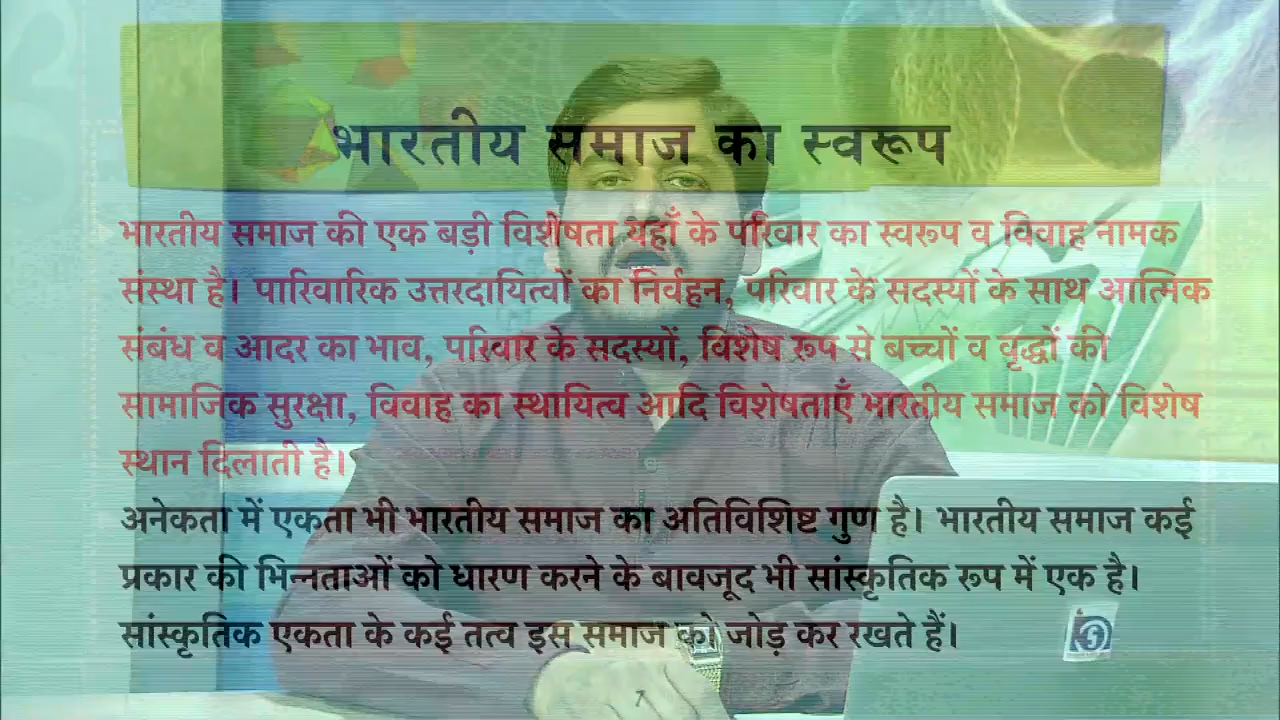 भारतीय समाज का स्वरूप
भारतीय समाज की एक बड़ी विशेषता यहाँ के परिवार का स्वरूप व विवाह नामक
संस्था है। पारिवारिक उत्तरदायित्वों का निर्वहन, परिवार के सदस्यों के साथ आत्मिक
संबंध व आदर का भाव, परिवार के सदस्यों, विशेष रूप से बच्चों व वृद्धों की
सामाजिक सुरक्षा, विवाह का स्थायित्व आदि विशेषताएँ भारतीय समाज को विशेष
स्थान दिलाती है।
अनेकता में एकता भी भारतीय समाज का अतिविशिष्ट गुण है। भारतीय समाज कई
प्रकार की भिन्नताओं को धारण करने के बावजूद भी सांस्कृतिक रूप में एक है।
सांस्कृतिक एकता के कई तत्व इस समाज को जोड़ कर रखते हैं।